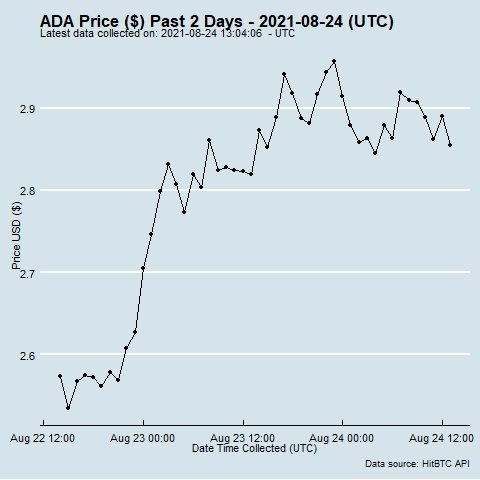 ADA Price ($) Past 2 Days - 2021-08-24 (UTC)
Latest data collected on: 2021-08-24 13:04:06 - UTC
2.9
2.8
2.7
2.6
Price USD ($)
Aug 22 12:00 Aug 23 00:00 Aug 23 12:00 Aug 24 00:00 Aug 24 12:00
Date Time Collected (UTC)
Data source: HitBTC API